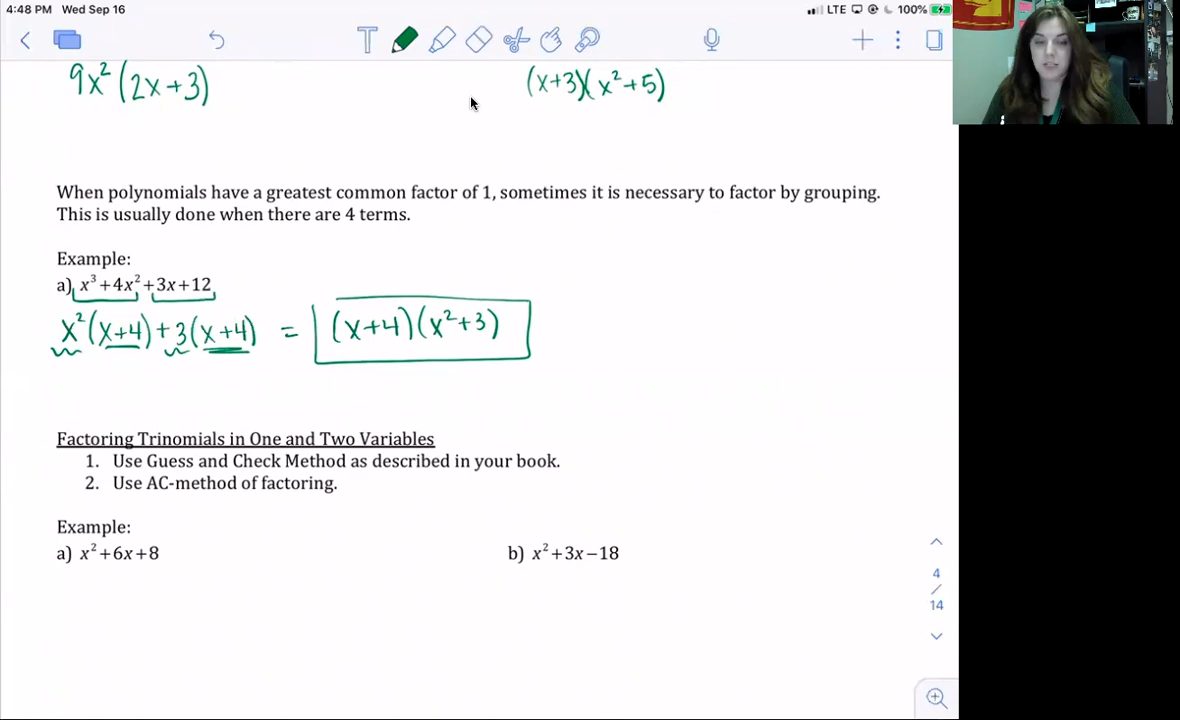 4:48 PM Wed Sep 16 LTE 100%
T
9x²(2x+3) (x+3)(x²+5)
When polynomials have a greatest common factor of 1, sometimes it is necessary to factor by grouping.
This is usually done when there are 4 terms.
Example:
a) x³+4x²+3x+12
x²(x+4)+3(x+4) = (x+4)(x²+3)
Factoring Trinomials in One and Two Variables
1. Use Guess and Check Method as described in your book.
2. Use AC-method of factoring.
Example:
a) x²+6x+8 b) x²+3x−18
4
/
14